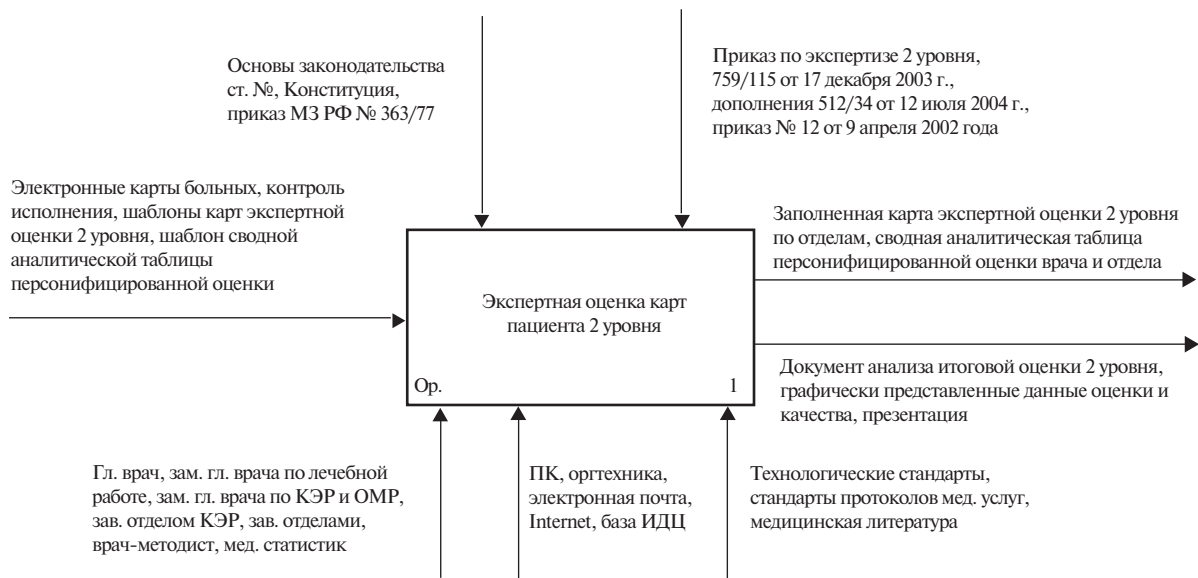 Основы законодательства
ст. №, Конституция,
приказ МЗ РФ № 363/77
Приказ по экспертизе 2 уровня,
759/115 от 17 декабря 2003 г.,
дополнения 512/34 от 12 июля 2004 г.,
приказ № 12 от 9 апреля 2002 года
Электронные карты больных, контроль
исполнения, шаблоны карт экспертной
оценки 2 уровня, шаблон сводной
аналитической таблицы
персонифицированной оценки
Экспертная оценка карт
пациента 2 уровня
Ор. 1
Заполненная карта экспертной оценки 2 уровня
по отделам, сводная аналитическая таблица
персонифицированной оценки врача и отдела
Документ анализа итоговой оценки 2 уровня,
графически представленные данные оценки и
качества, презентация
Гл. врач, зам. гл. врача по лечебной
работе, зам. гл. врача по КЭР и ОМР,
зав. отделом КЭР, зав. отделами,
врач-методист, мед. статистик
ПК, оргтехника,
электронная почта,
Internet, база ИДЦ
Технологические стандарты,
стандарты протоколов мед. услуг,
медицинская литература